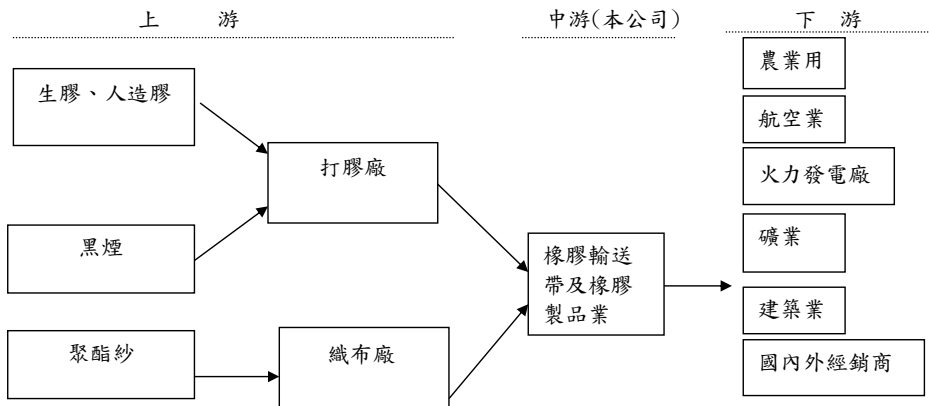 上 游
中游(本公司)
下 游
生膠、人造膠
黑煙
聚酯紗
打膠廠
織布廠
橡膠輸送
帶及橡膠
製品業
農業用
航空業
火力發電廠
礦業
建築業
國內外經銷商